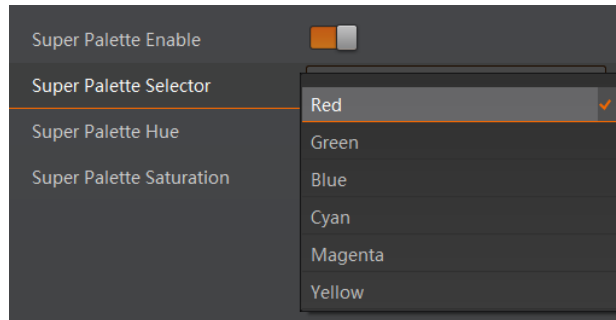 Super Palette Enable
Super Palette Selector
Red
Super Palette Hue
Green
Super Palette Saturation
Blue
Cyan
Magenta
Yellow